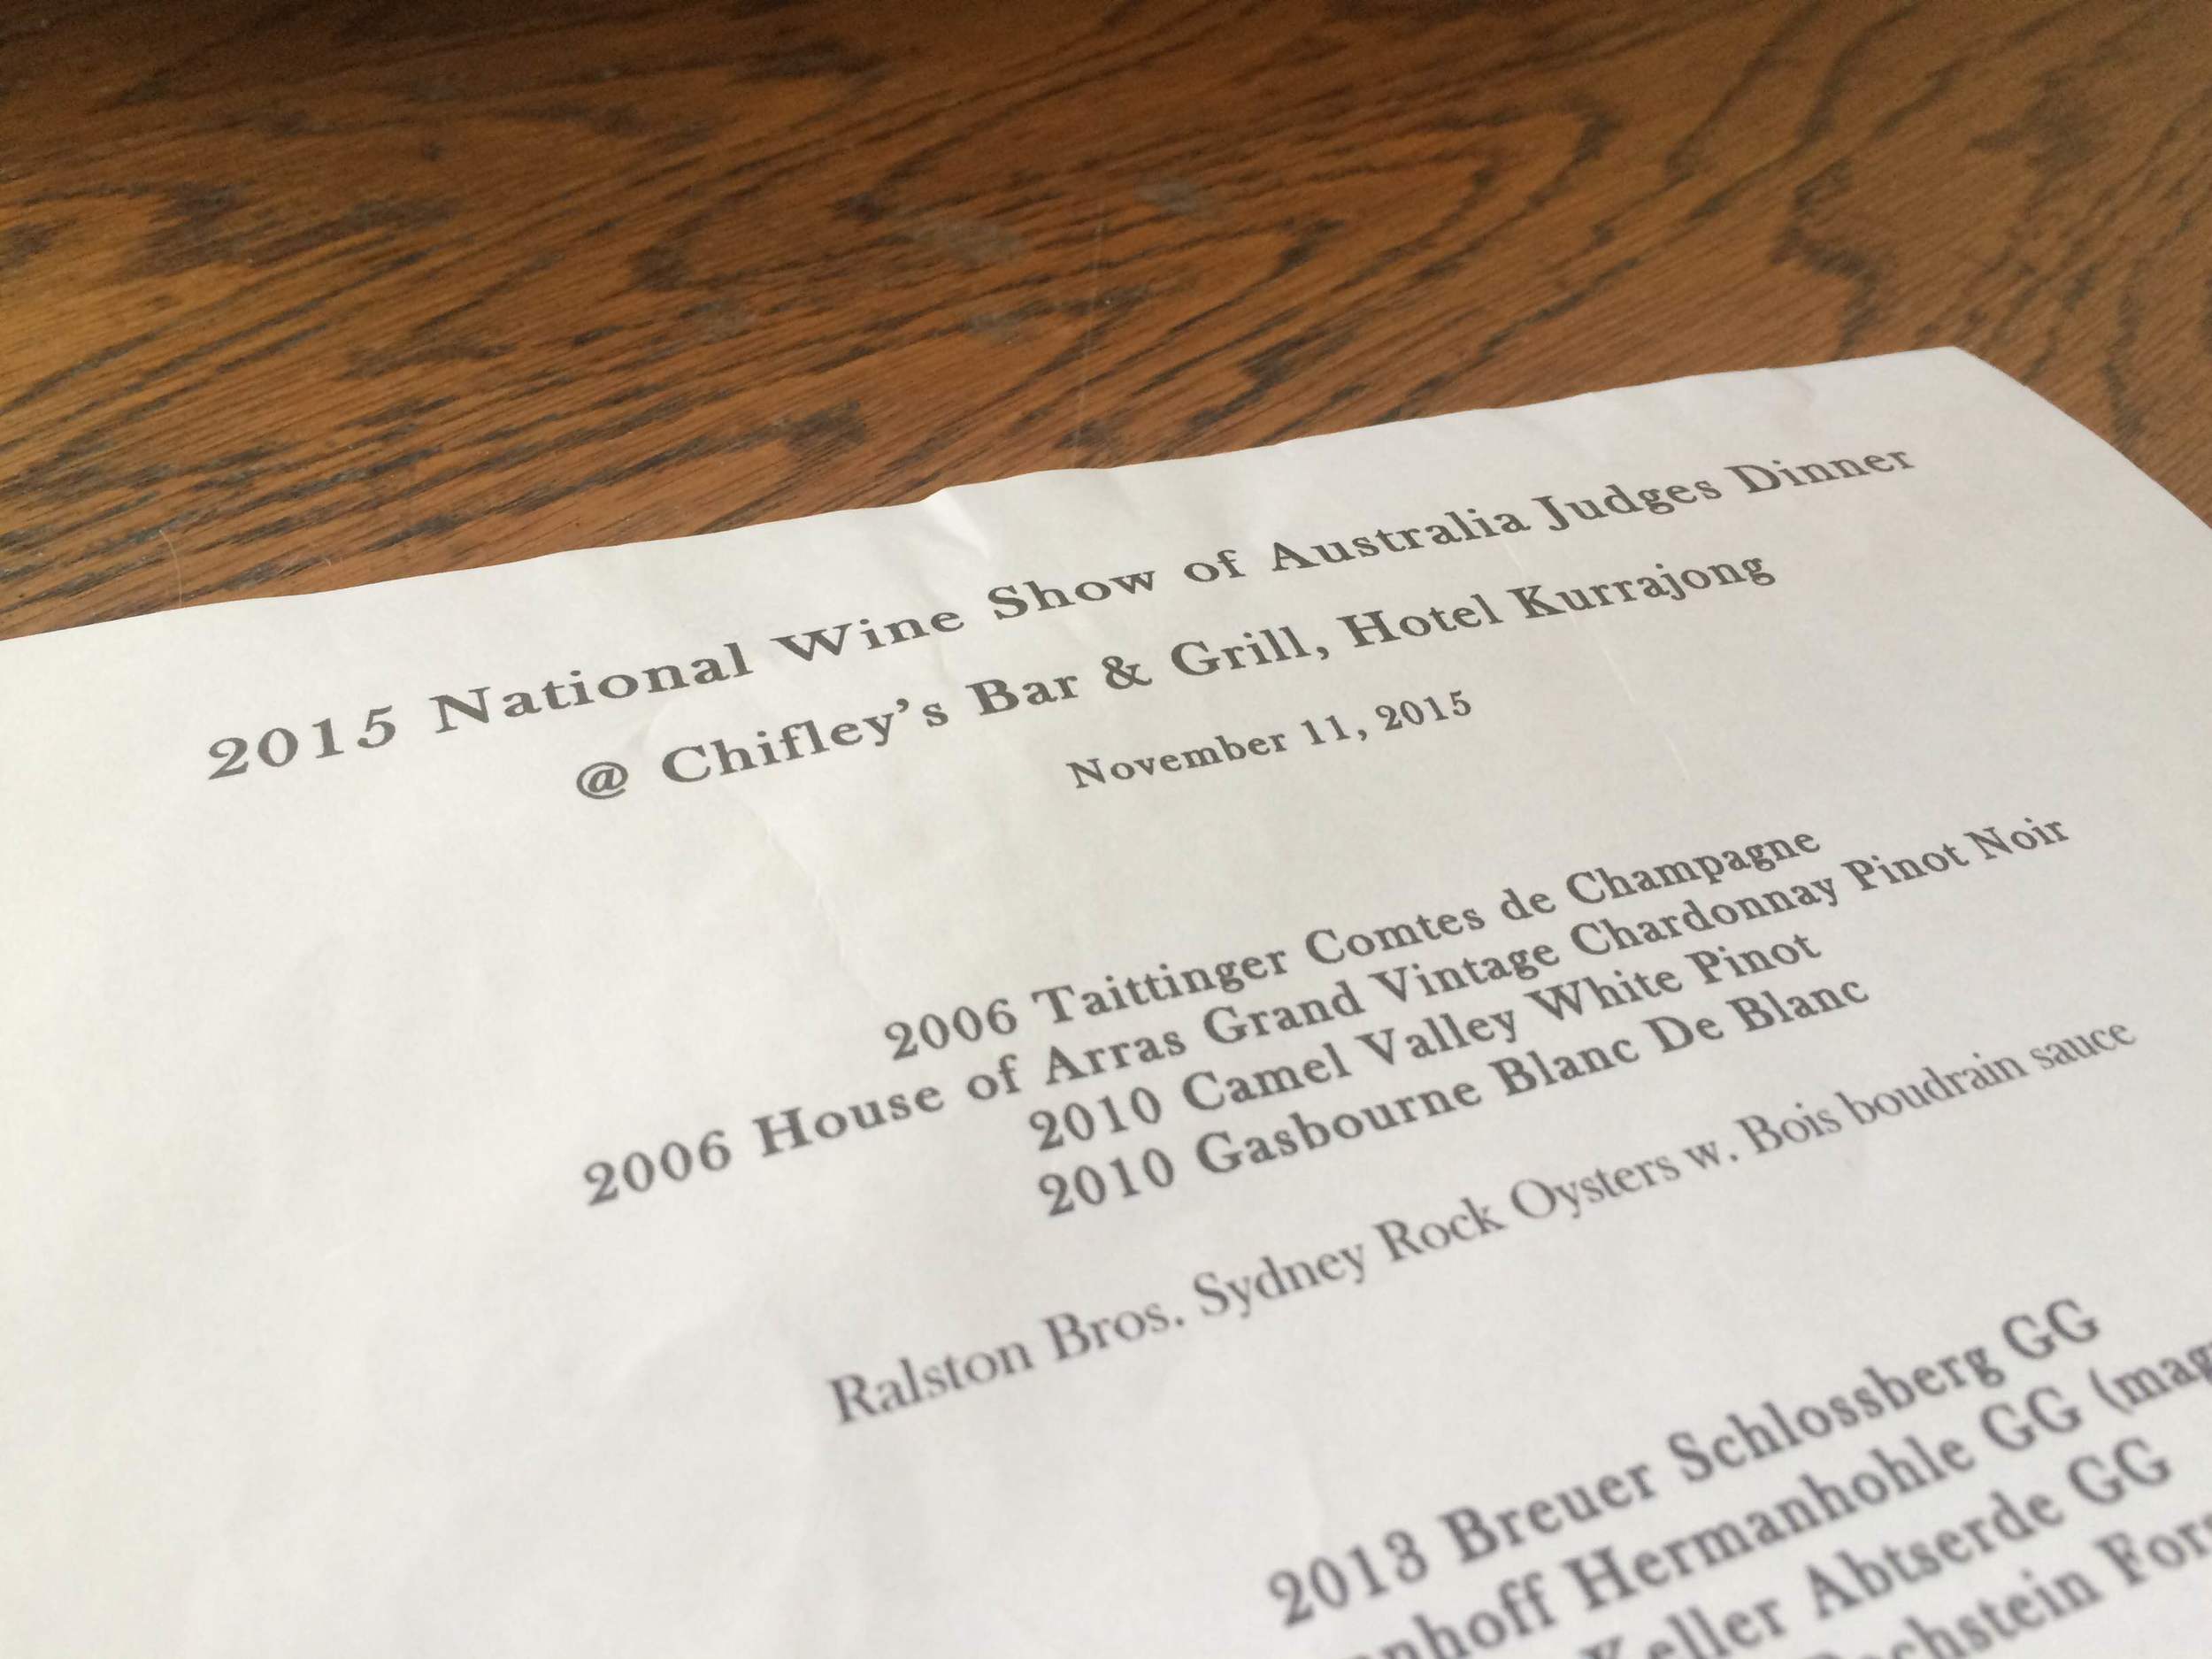 2015 National Wine Show of Australia Judges Dinner
@ Chifley's Bar & Grill, Hotel Kurrajong
November 11, 2015
2006 Taittinger Comtes de Champagne
2006 House of Arras Grand Vintage Chardonnay Pinot Noir
2010 Camel Valley White Pinot
2010 Gasbourne Blanc De Blanc
Ralston Bros. Sydney Rock Oysters w. Bois boudrain sauce
2013 Breuer Schlossberg GG
Hermanhohle GG
Keller Abtserde GG